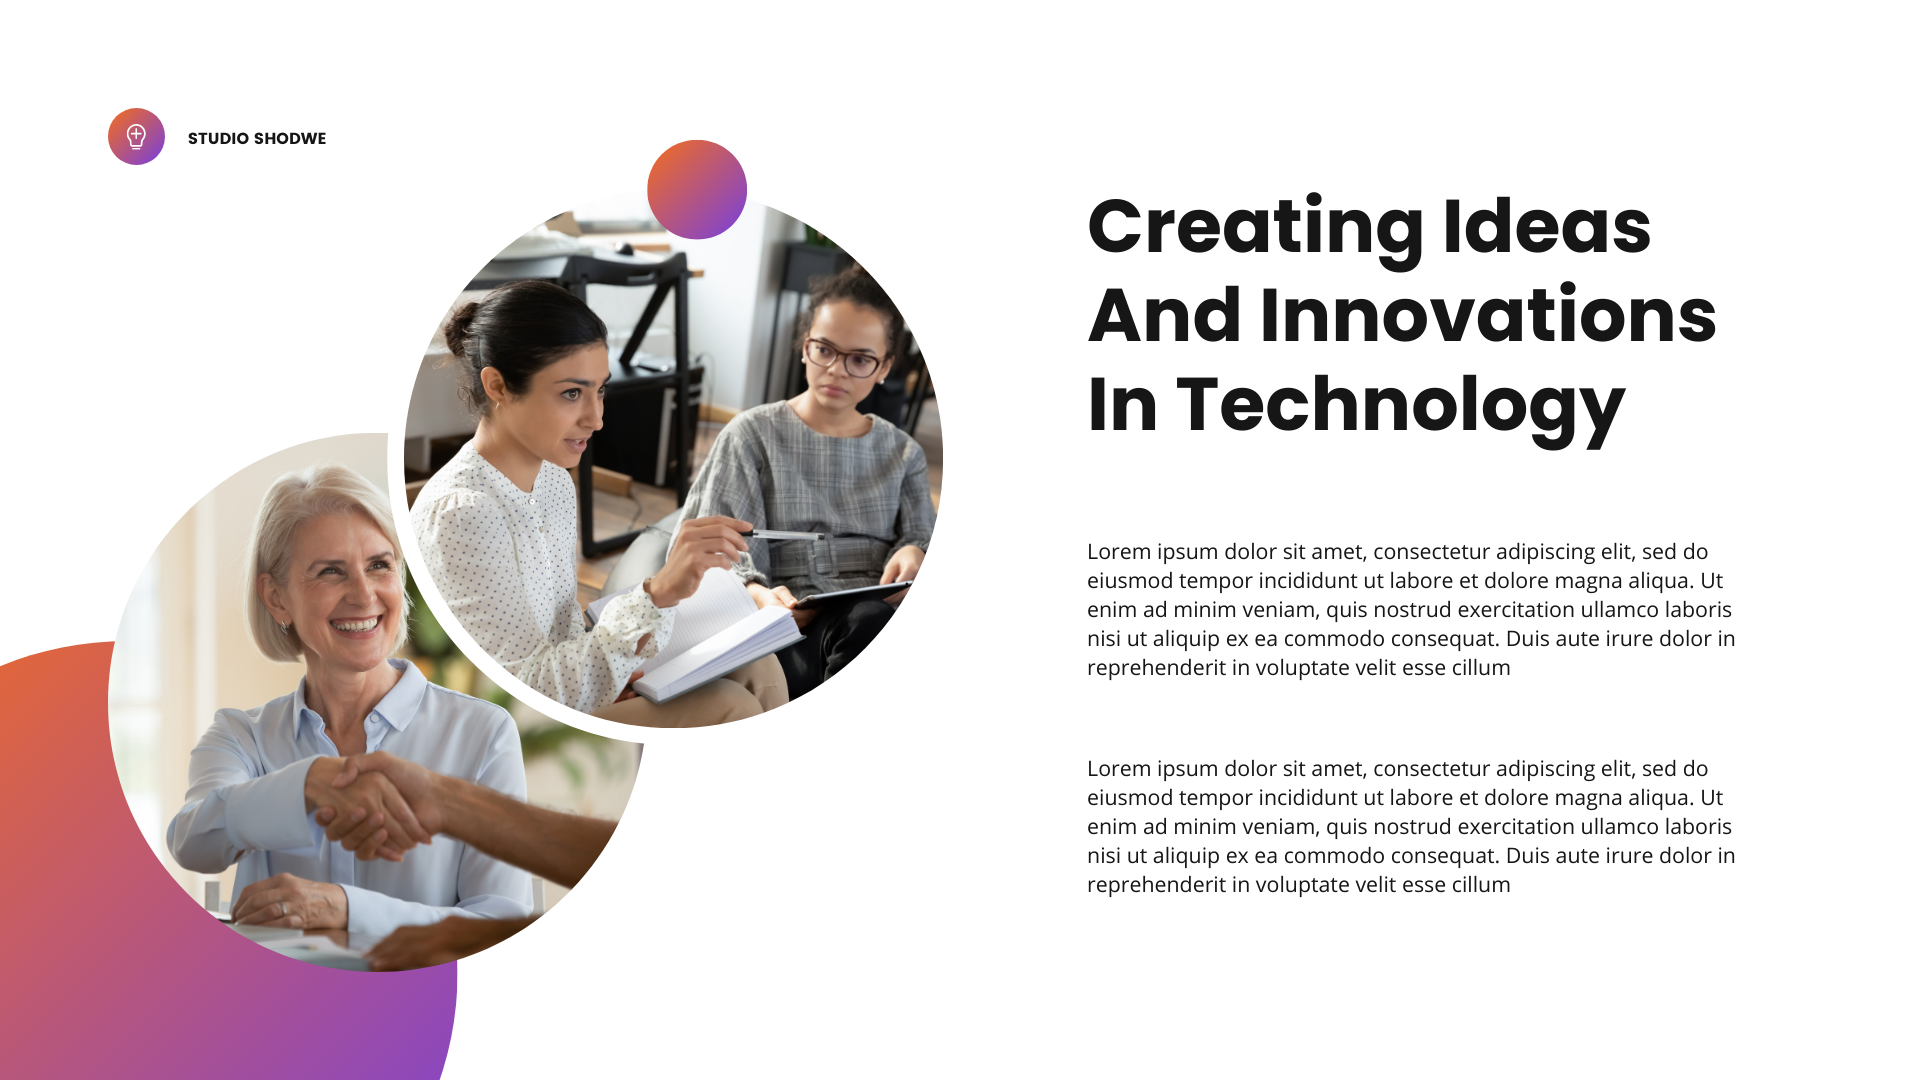 STUDIO SHODWE
Creating Ideas
And Innovations
In Technology
Lorem ipsum dolor sit amet, consectetur adipiscing elit, sed do
eiusmod tempor incididunt ut labore et dolore magna aliqua. Ut
enim ad minim veniam, quis nostrud exercitation ullamco laboris
nisi ut aliquip ex ea commodo consequat. Duis aute irure dolor in
reprehenderit in voluptate velit esse cillum
Lorem ipsum dolor sit amet, consectetur adipiscing elit, sed do
eiusmod tempor incididunt ut labore et dolore magna aliqua. Ut
enim ad minim veniam, quis nostrud exercitation ullamco laboris
nisi ut aliquip ex ea commodo consequat. Duis aute irure dolor in
reprehenderit in voluptate velit esse cillum